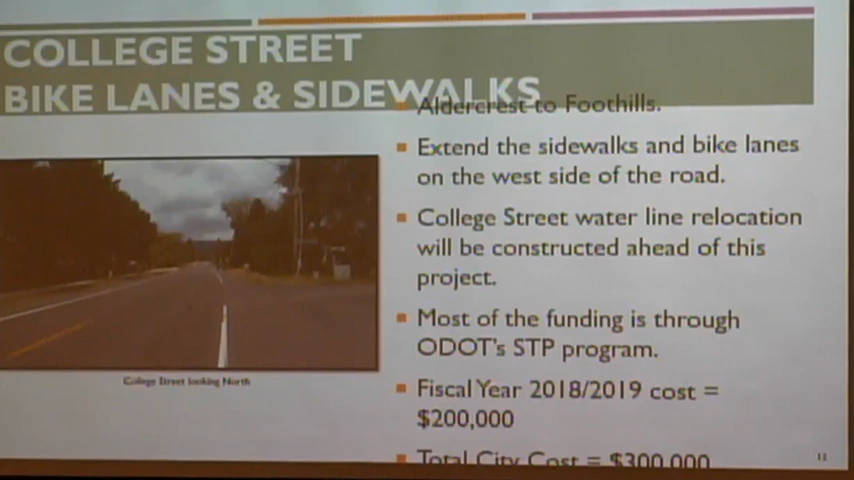 COLLEGE STREET
BIKE LANES & SIDEWALKS
Aldercrest to Foothills.
Extend the sidewalks and bike lanes
on the west side of the road.
College Street water line relocation
will be constructed ahead of this
project.
Most of the funding is through
ODOT's STP program.
Fiscal Year 2018/2019 cost =
$200,000
Total City Cost = $300,000
College Street looking North